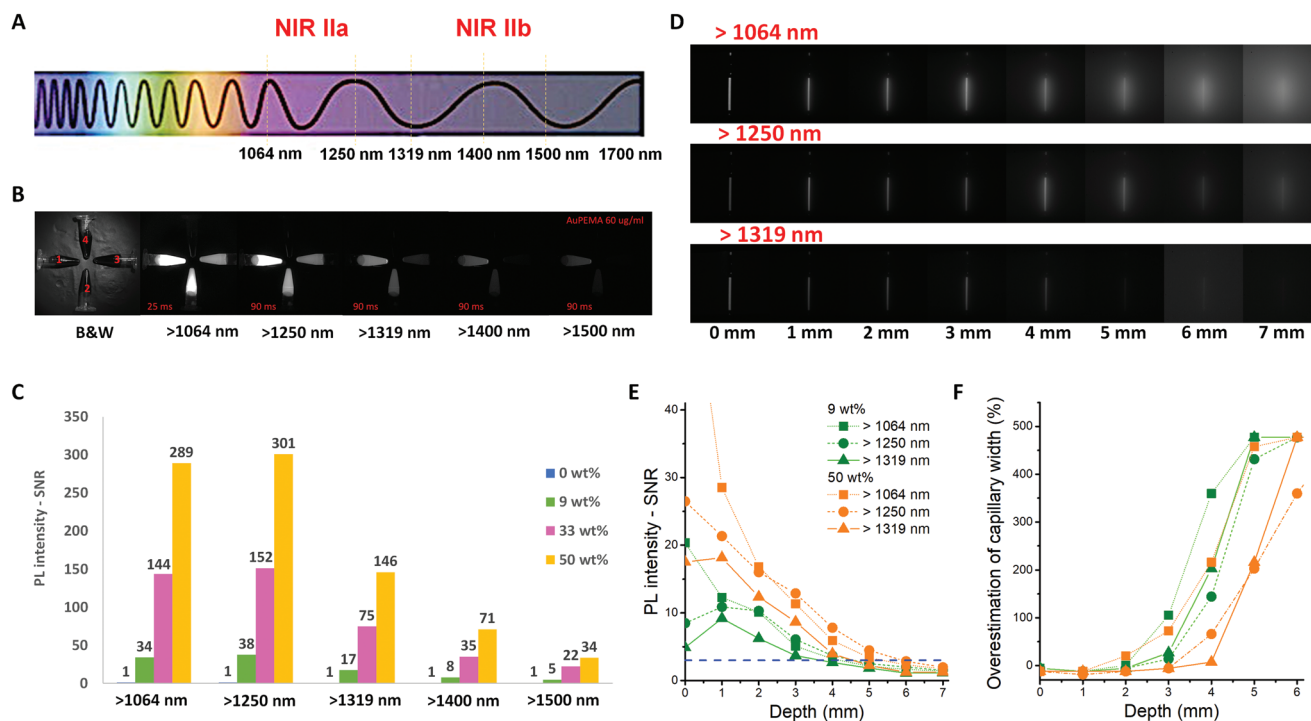 A
NIR IIa NIR IIb
1064 nm 1250 nm 1319 nm 1400 nm 1500 nm 1700 nm
B
AuPEMA 60 ug/ml
4
1 3
2
25 ms 90 ms 90 ms 90 ms 90 ms
B&W >1064 nm >1250 nm >1319 nm >1400 nm >1500 nm
C
PL intensity - SNR
350
300
250
200
150
100
50
0
1 34 144 289
1 38 152 301
1 17 75 146
1 8 35 71
1 5 22 34
>1064 nm >1250 nm >1319 nm >1400 nm >1500 nm
0 wt%
9 wt%
33 wt%
50 wt%
D
> 1064 nm
> 1250 nm
> 1319 nm
0 mm 1 mm 2 mm 3 mm 4 mm 5 mm 6 mm 7 mm
E
PL intensity - SNR
40
30
20
10
0
0 1 2 3 4 5 6 7
Depth (mm)
9 wt%
> 1064 nm
> 1250 nm
> 1319 nm
50 wt%
> 1064 nm
> 1250 nm
> 1319 nm
F
Overestimation of capillary width (%)
500
400
300
200
100
0
0 1 2 3 4 5 6
Depth (mm)